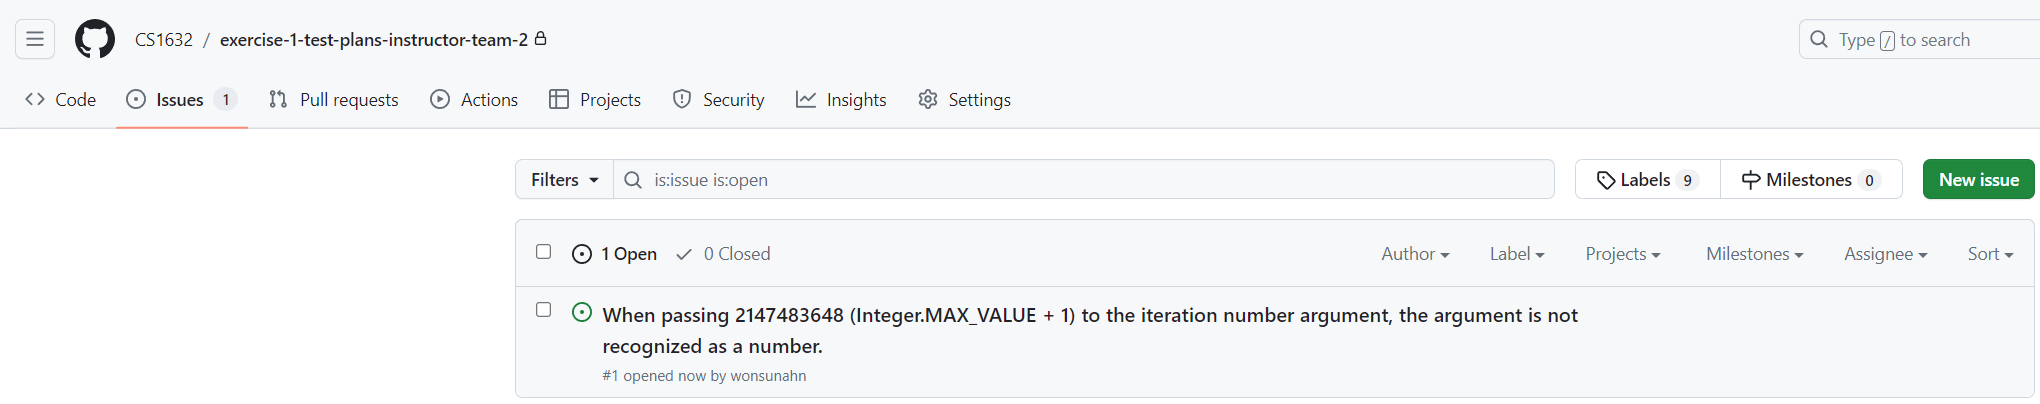 CS1632 / exercise-1-test-plans-instructor-team-2
Type / to search
Code Issues 1 Pull requests Actions Projects Security Insights Settings
Filters is:issue is:open Labels 9 Milestones 0 New issue
1 Open 0 Closed Author Label Projects Milestones Assignee Sort
When passing 2147483648 (Integer.MAX_VALUE + 1) to the iteration number argument, the argument is not
recognized as a number.
#1 opened now by wonsunahn